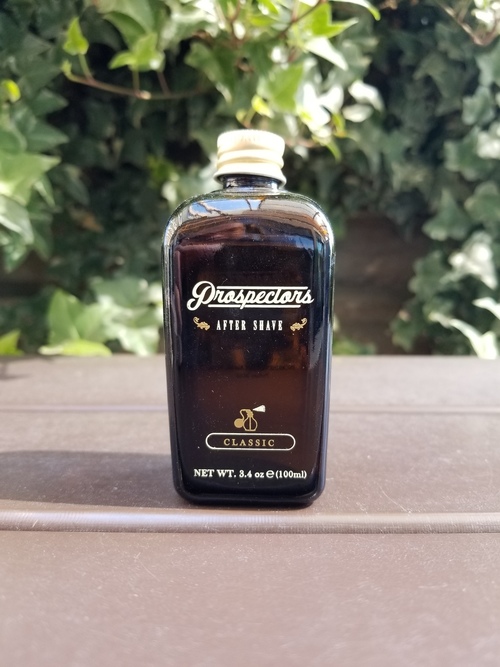 Prospectors
AFTER SHAVE
CLASSIC
NET WT. 3.4 oz ℮ (100ml)